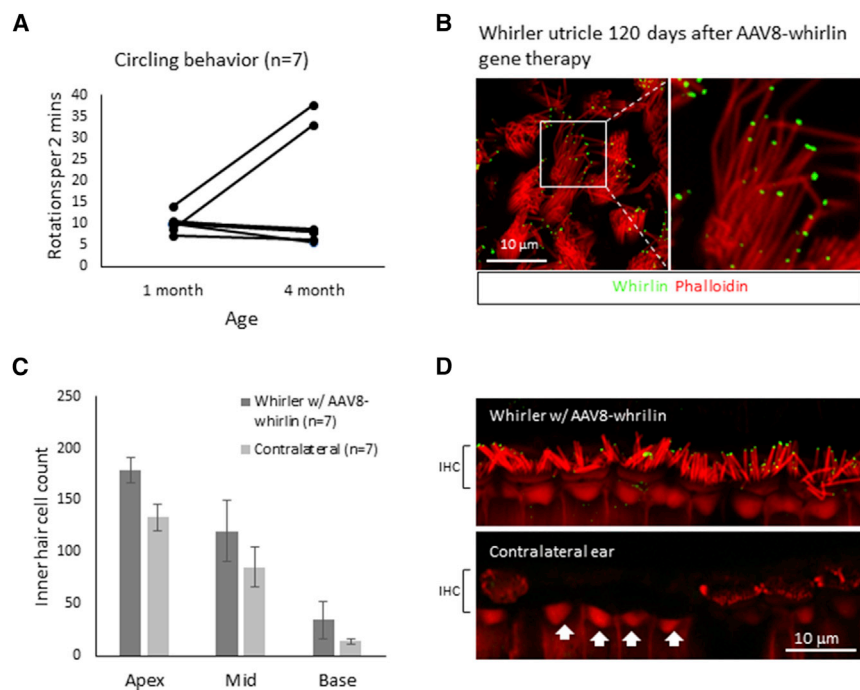 A
Circling behavior (n=7)
Rotationsper 2 mins
40
35
30
25
20
15
10
5
0
1 month
4 month
Age
B
Whirler utricle 120 days after AAV8-whirlin
gene therapy
10 µm
Whirlin Phalloidin
C
Inner hair cell count
250
200
150
100
50
0
Whirler w/ AAV8-
whirlin (n=7)
Contralateral (n=7)
Apex
Mid
Base
D
Whirler w/ AAV8-whrilin
IHC
Contralateral ear
IHC
10 µm